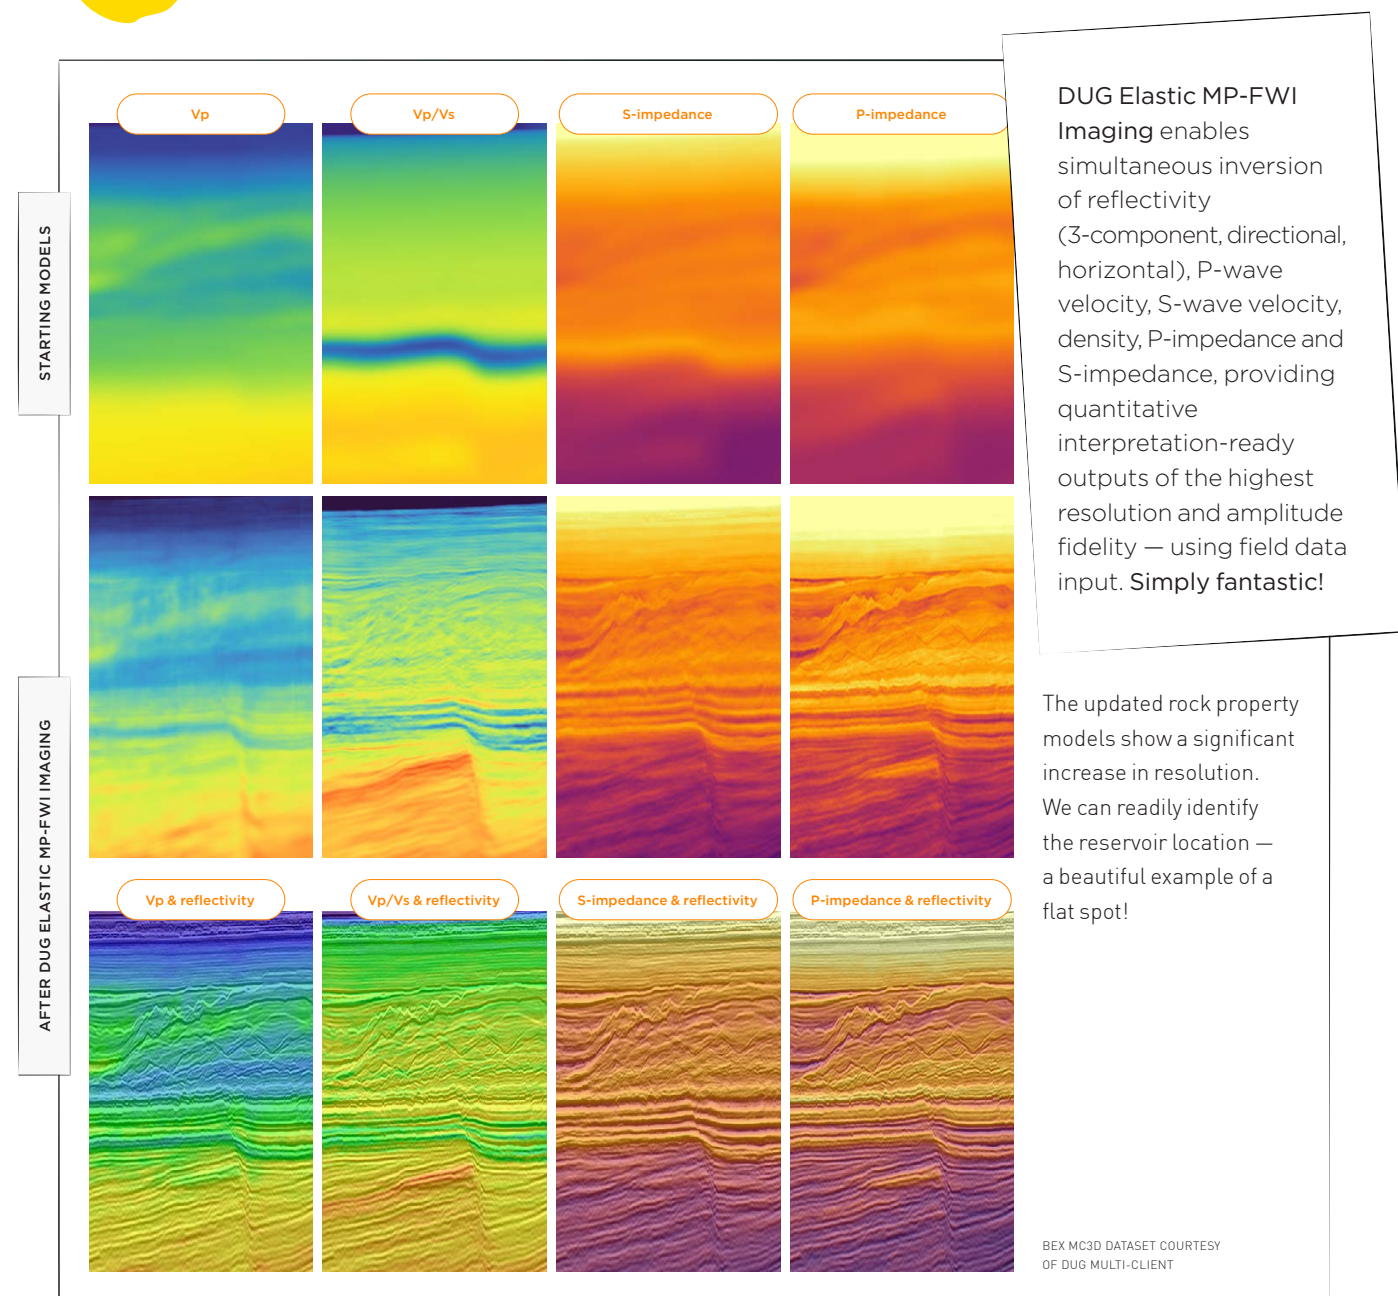 Vp
Vp/Vs
S-impedance
P-impedance
STARTING MODELS
AFTER DUG ELASTIC MP-FWI IMAGING
Vp & reflectivity
Vp/Vs & reflectivity
S-impedance & reflectivity
P-impedance & reflectivity
DUG Elastic MP-FWI
Imaging enables
simultaneous inversion
of reflectivity
(3-component, directional,
horizontal), P-wave
velocity, S-wave velocity,
density, P-impedance and
S-impedance, providing
quantitative
interpretation-ready
outputs of the highest
resolution and amplitude
fidelity — using field data
input. Simply fantastic!
The updated rock property
models show a significant
increase in resolution.
We can readily identify
the reservoir location —
a beautiful example of a
flat spot!
BEX MC3D DATASET COURTESY
OF DUG MULTI-CLIENT